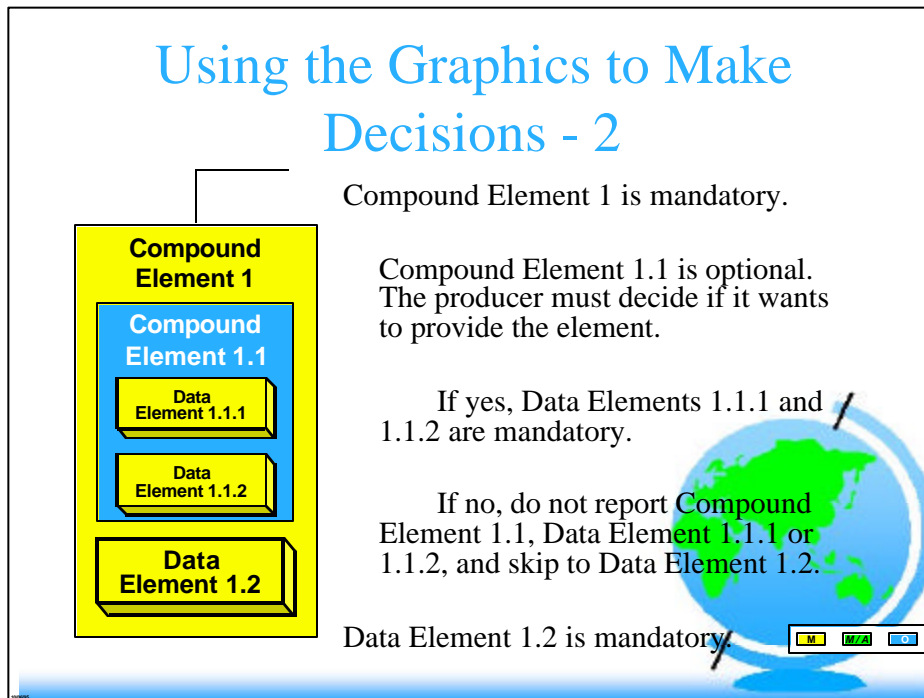 Using the Graphics to Make
Decisions - 2
Compound Element 1 is mandatory.
Compound
Element 1
Compound Element 1.1 is optional.
The producer must decide if it wants
to provide the element.
Compound
Element 1.1
Data
Element 1.1.1
If yes, Data Elements 1.1.1 and
1.1.2 are mandatory.
Data
Element 1.1.2
If no, do not report Compound
Element 1.1, Data Element 1.1.1 or
1.1.2, and skip to Data Element 1.2.
Data
Element 1.2
Data Element 1.2 is mandatory.
M M/A O